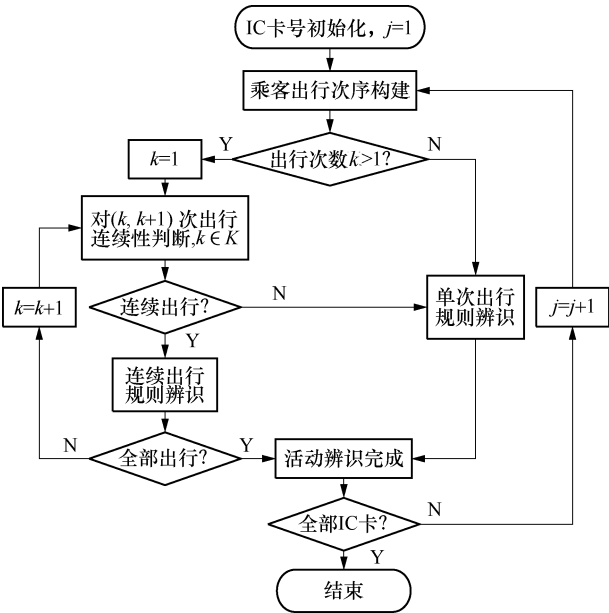 IC卡号初始化，j=1
乘客出行次序构建
出行次数k>1?
Y
N
k=1
对(k, k+1) 次出行
连续性判断,k∈K
连续出行?
N
Y
k=k+1
单次出行
规则辨识
j=j+1
连续出行
规则辨识
全部出行?
N
Y
活动辨识完成
全部IC卡?
N
Y
结束